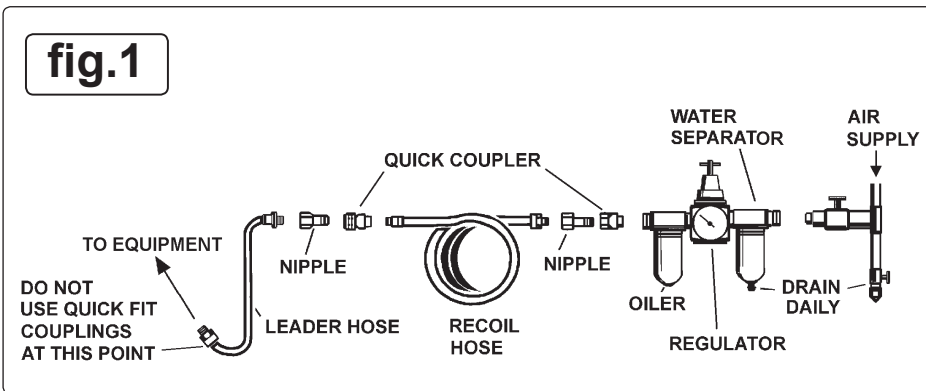 fig.1
WATER
SEPARATOR
AIR
SUPPLY
QUICK COUPLER
TO EQUIPMENT
NIPPLE
NIPPLE
OILER
DRAIN
DAILY
DO NOT
USE QUICK FIT
COUPLINGS
AT THIS POINT
LEADER HOSE
RECOIL
HOSE
REGULATOR